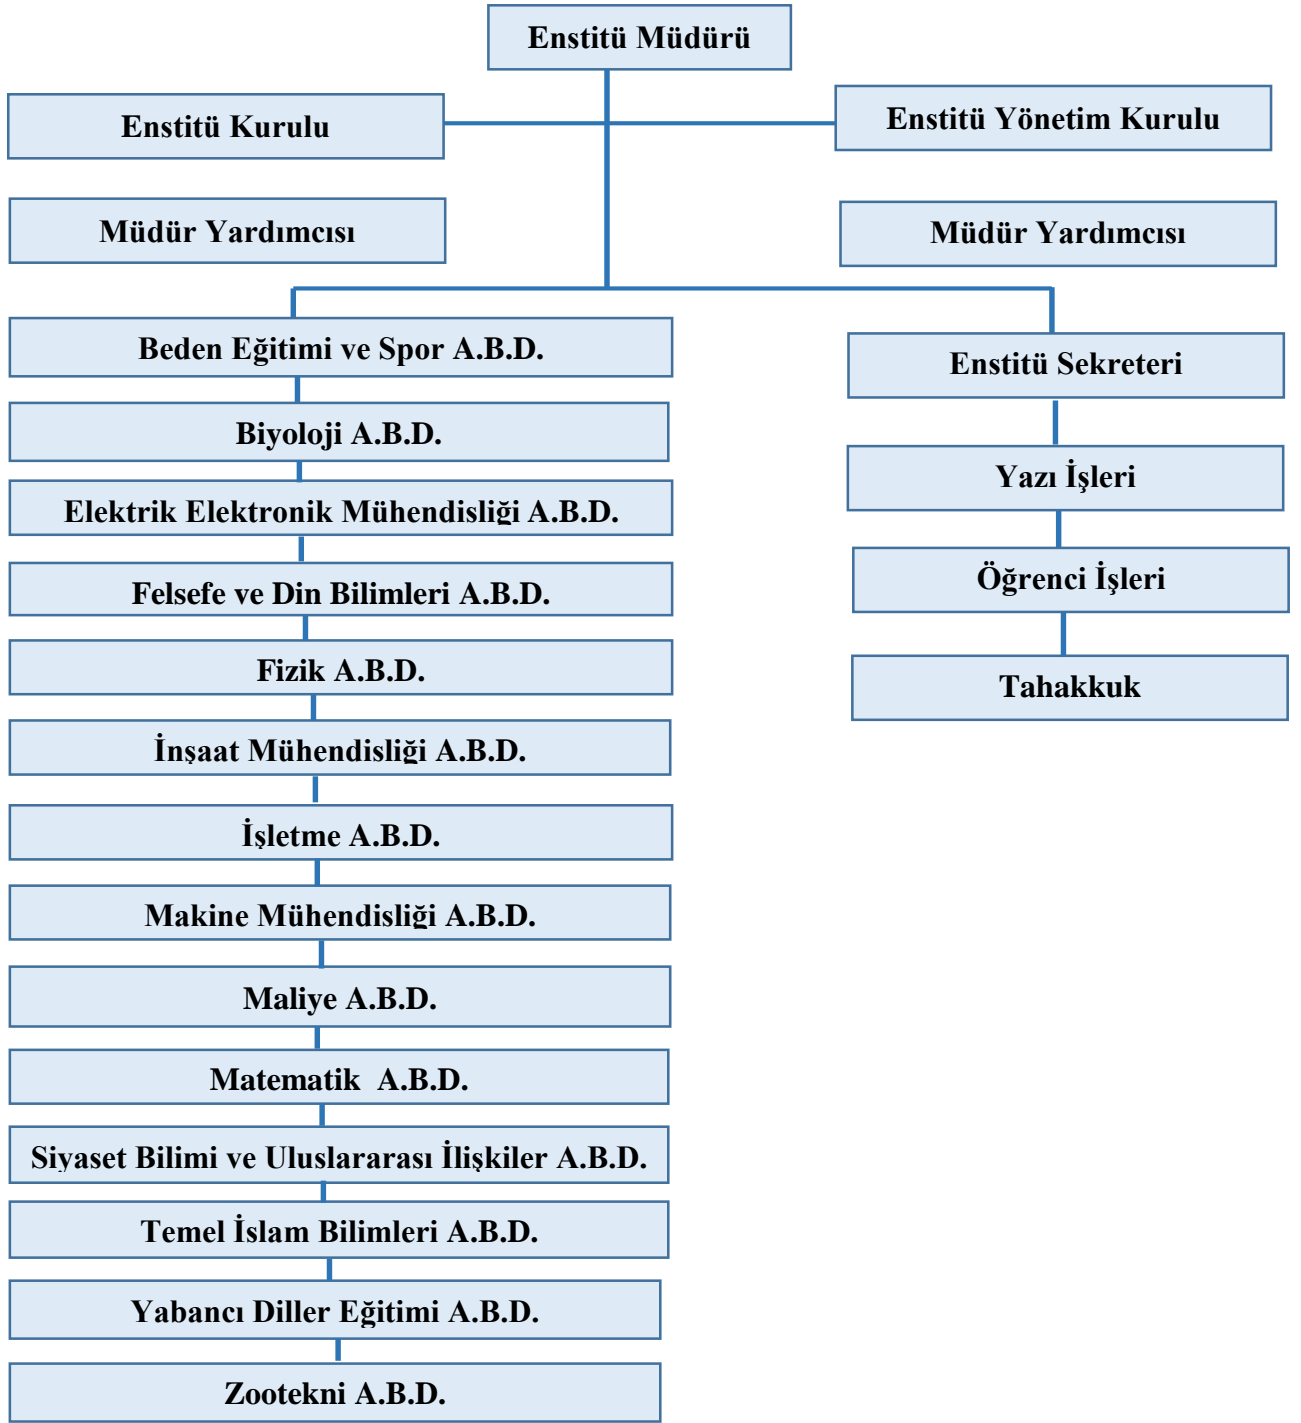 Enstitü Müdürü
Enstitü Kurulu
Enstitü Yönetim Kurulu
Müdür Yardımcısı
Müdür Yardımcısı
Beden Eğitimi ve Spor A.B.D.
Biyoloji A.B.D.
Elektrik Elektronik Mühendisliği A.B.D.
Felsefe ve Din Bilimleri A.B.D.
Fizik A.B.D.
İnşaat Mühendisliği A.B.D.
İşletme A.B.D.
Makine Mühendisliği A.B.D.
Maliye A.B.D.
Matematik A.B.D.
Siyaset Bilimi ve Uluslararası İlişkiler A.B.D.
Temel İslam Bilimleri A.B.D.
Yabancı Diller Eğitimi A.B.D.
Zootekni A.B.D.
Enstitü Sekreteri
Yazı İşleri
Öğrenci İşleri
Tahakkuk